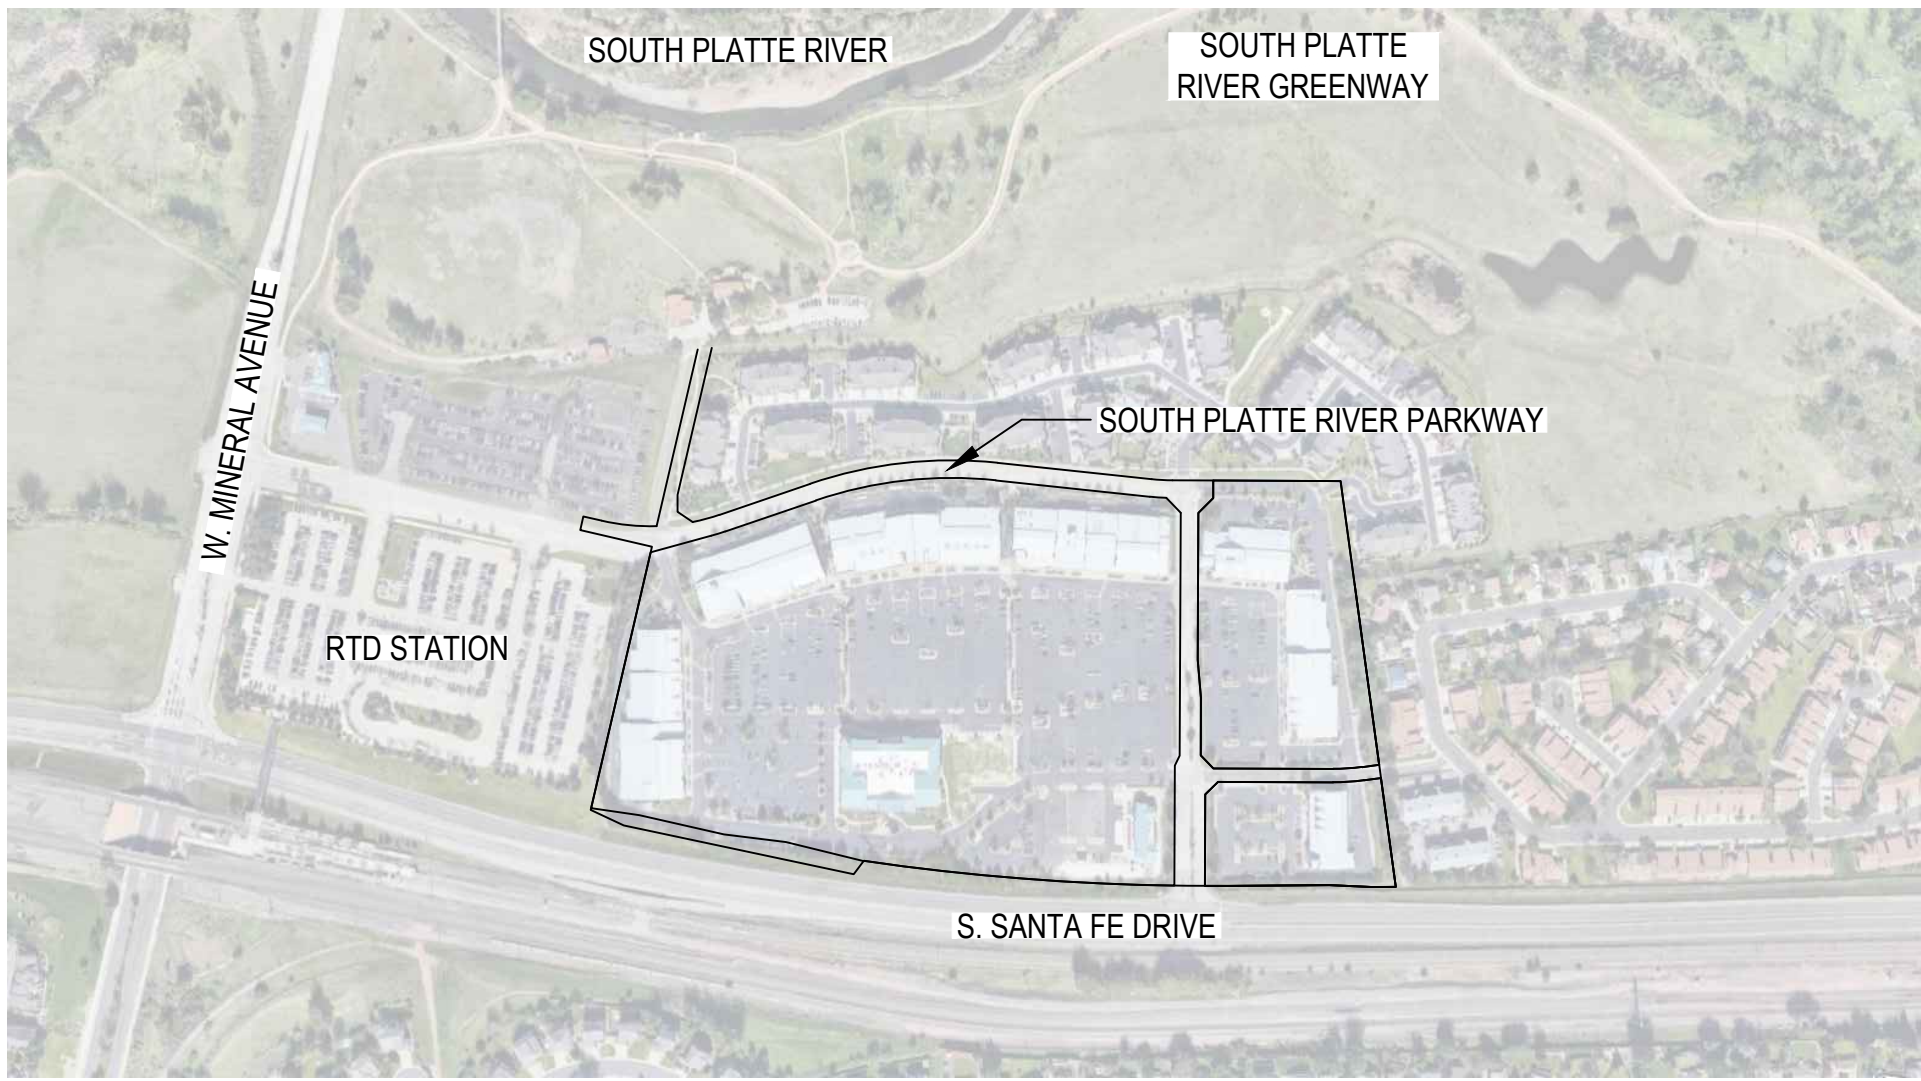 SOUTH PLATTE RIVER
SOUTH PLATTE
RIVER GREENWAY
W. MINERAL AVENUE
SOUTH PLATTE RIVER PARKWAY
RTD STATION
S. SANTA FE DRIVE